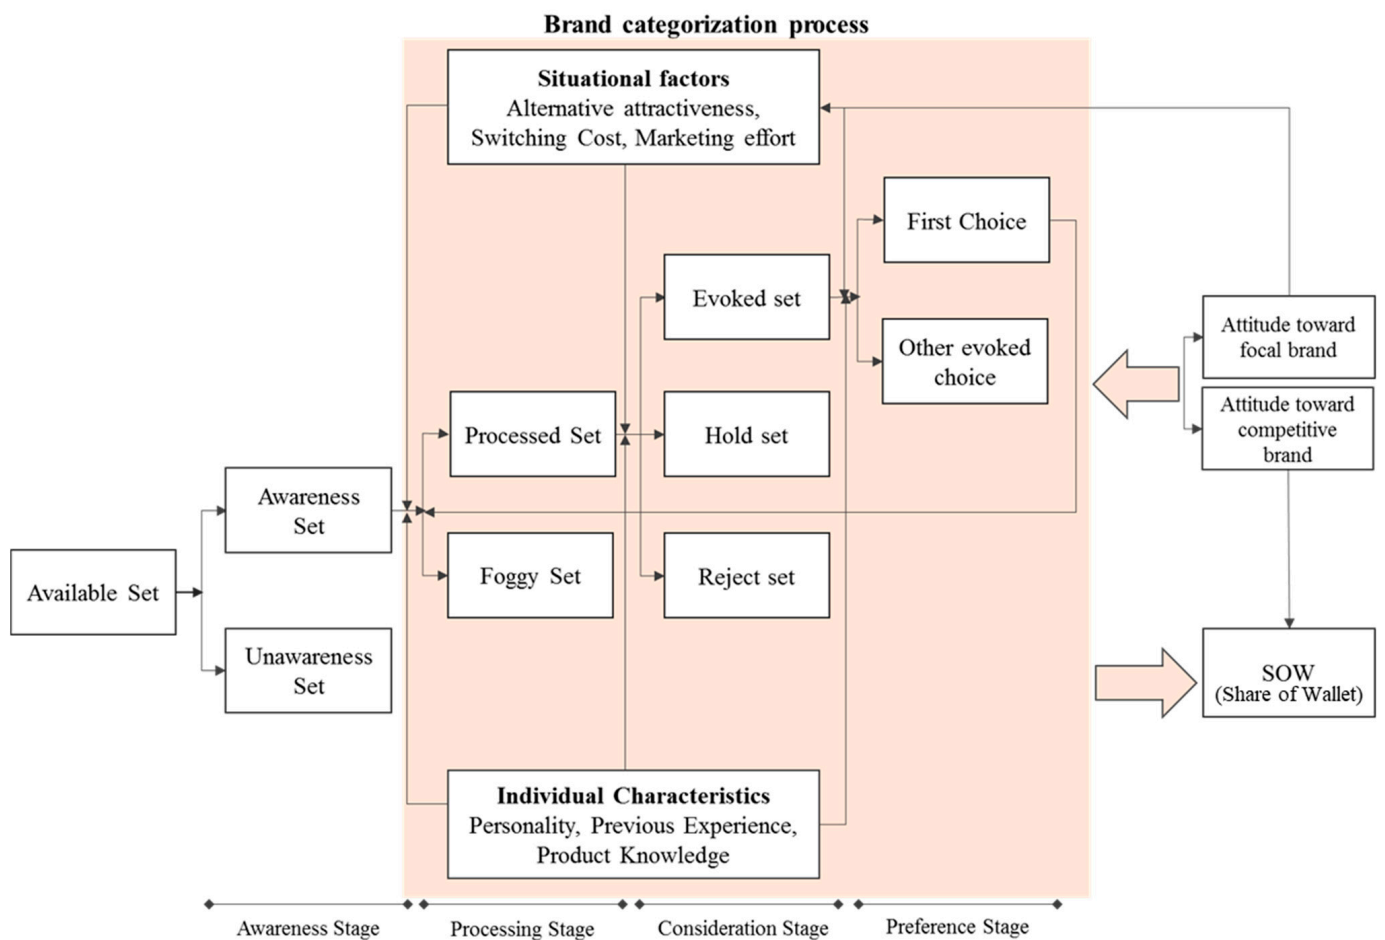 Brand categorization process
Situational factors
Alternative attractiveness,
Switching Cost, Marketing effort
First Choice
Evoked set
Other evoked
choice
Attitude toward
focal brand
Attitude toward
competitive
brand
Processed Set
Hold set
Awareness
Set
Available Set
Foggy Set
Reject set
Unawareness
Set
SOW
(Share of Wallet)
Individual Characteristics
Personality, Previous Experience,
Product Knowledge
Awareness Stage
Processing Stage
Consideration Stage
Preference Stage